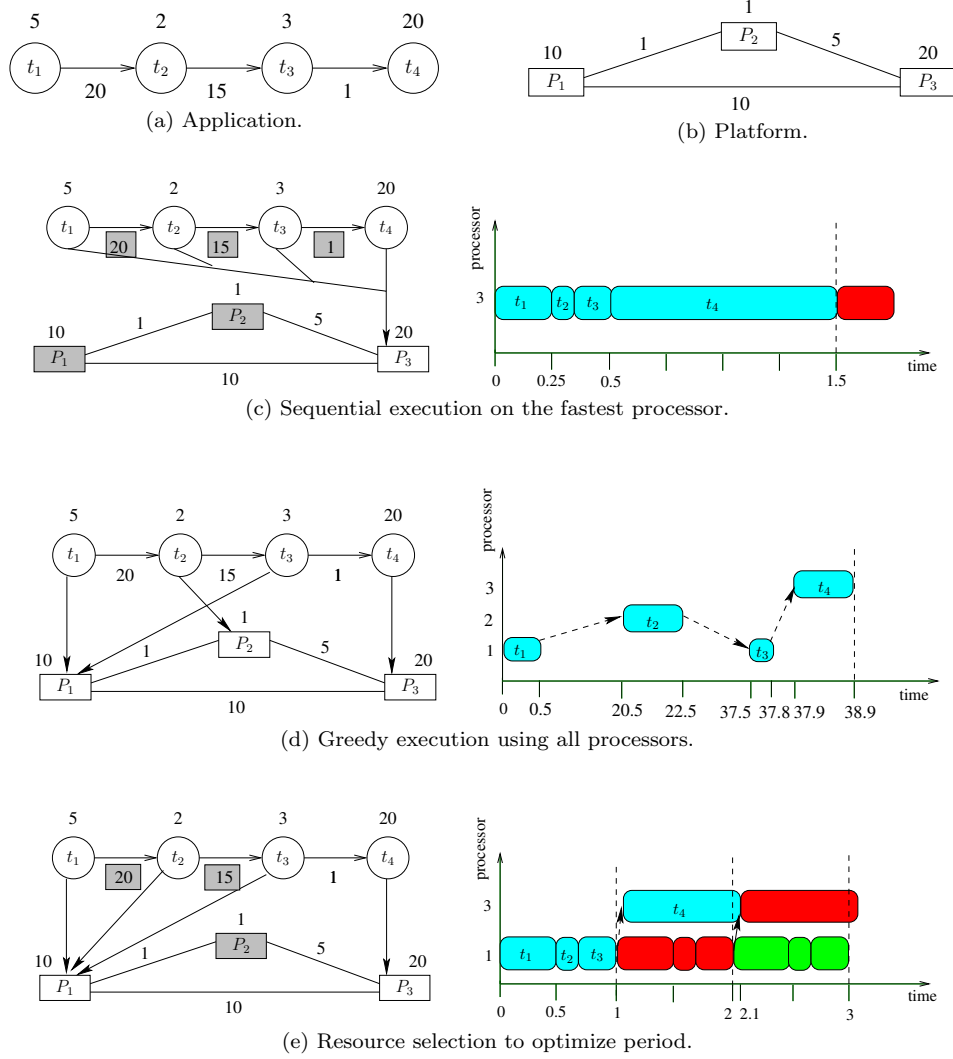 5 2 3 20
t1 t2 t3 t4
20 15 1
(a) Application.
1
P2
10 1 5 20
P1 P3
10
(b) Platform.
5 2 3 20
t1 t2 t3 t4
20 15 1
1
P2
10 1 5 20
P1 P3
10
processor
3
t1 t2 t3 t4
0 0.25 0.5 1.5
time
(c) Sequential execution on the fastest processor.
5 2 3 20
t1 t2 t3 t4
20 15 1
1
P2
10 1 5 20
P1 P3
10
processor
3
2
1
t4
t2
t1 t3
time
0 0.5 20.5 22.5 37.5 37.8 37.9 38.9
(d) Greedy execution using all processors.
5 2 3 20
t1 t2 t3 t4
20 15 1
1
P2
10 1 5 20
P1 P3
10
processor
3
1
t4
t1 t2 t3
time
0 0.5 1 2 2.1 3
(e) Resource selection to optimize period.